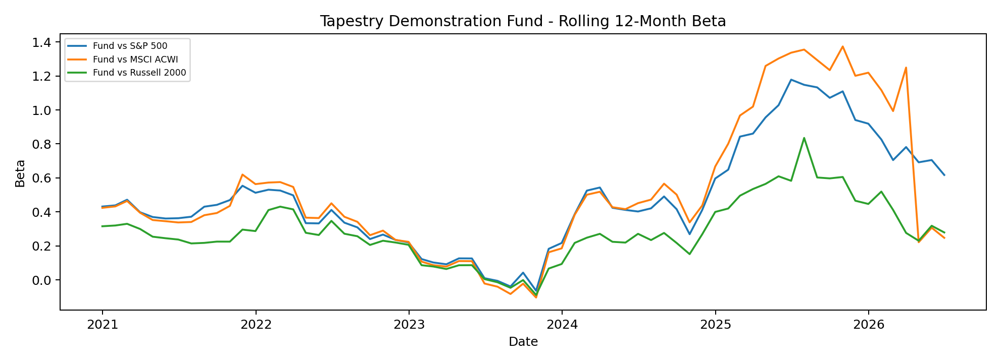 Tapestry Demonstration Fund - Rolling 12-Month Beta
Fund vs S&P 500
Fund vs MSCI ACWI
Fund vs Russell 2000
1.4
1.2
1.0
0.8
0.6
0.4
0.2
0.0
Beta
2021 2022 2023 2024 2025 2026
Date